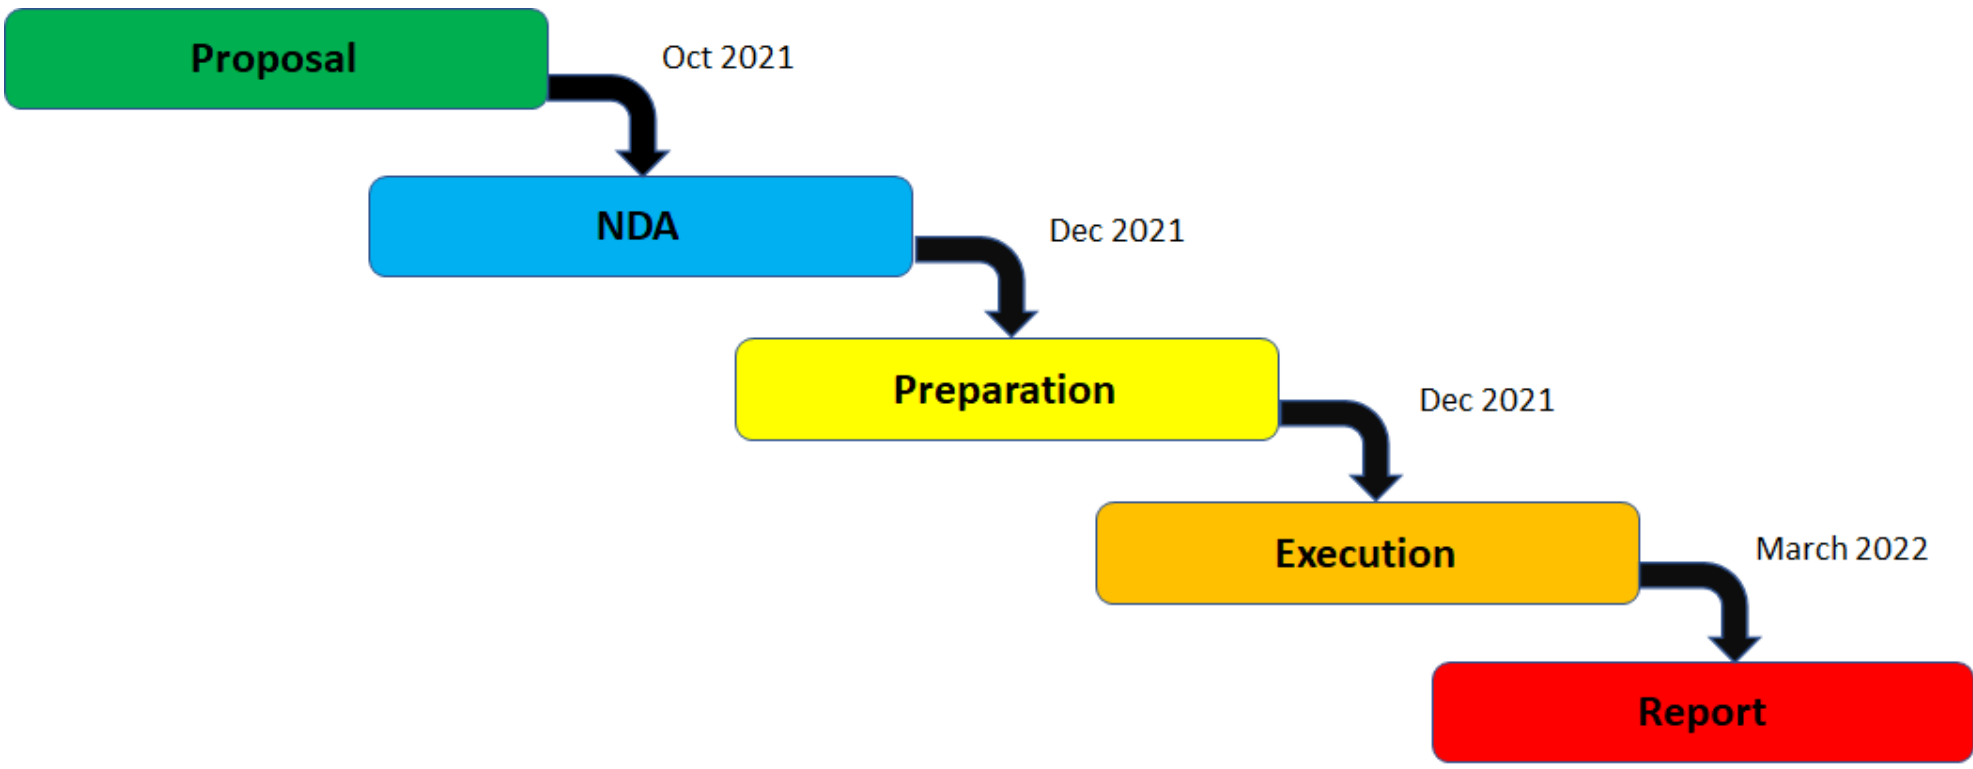 Proposal
Oct 2021
NDA
Dec 2021
Preparation
Dec 2021
Execution
March 2022
Report